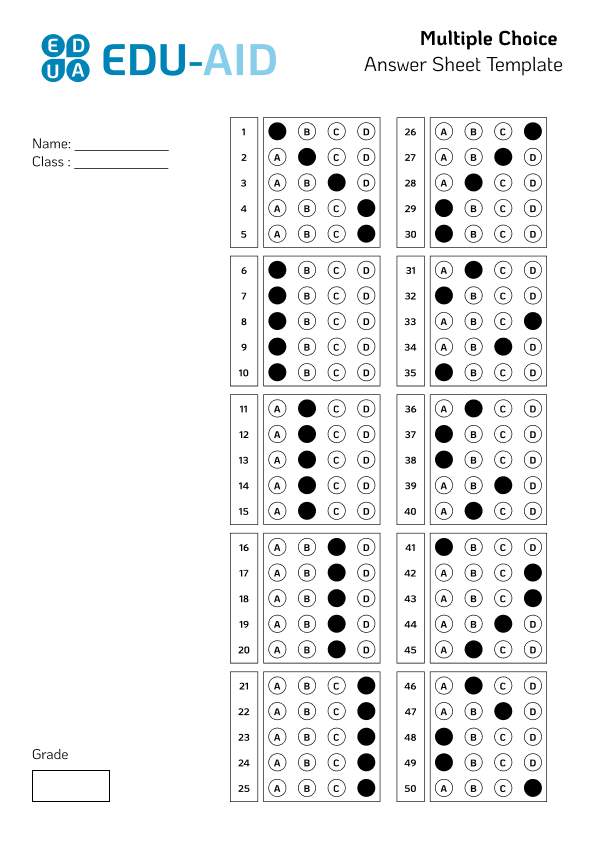 E D
U A
EDU-AID
Multiple Choice
Answer Sheet Template
Name: ______________
Class : ______________
1 B C D
2 A C D
3 A B D
4 A B C
5 A B C
6 B C D
7 B C D
8 B C D
9 B C D
10 B C D
11 A C D
12 A C D
13 A C D
14 A C D
15 A C D
16 A B D
17 A B D
18 A B D
19 A B D
20 A B D
21 A B C
22 A B C
23 A B C
24 A B C
25 A B C
26 A B C
27 A B D
28 A C D
29 B C D
30 B C D
31 A C D
32 B C D
33 A B C
34 A B D
35 B C D
36 A C D
37 B C D
38 B C D
39 A B D
40 A C D
41 B C D
42 A B C
43 A B C
44 A B D
45 A C D
46 A C D
47 A B D
48 B C D
49 B C D
50 A B C
Grade